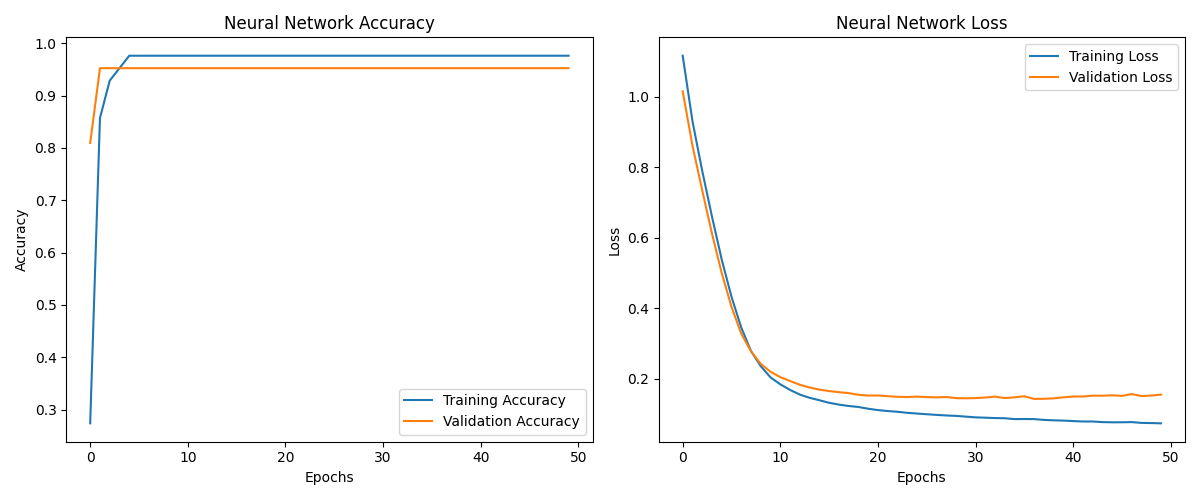 Neural Network Accuracy
1.0
0.9
0.8
0.7
0.6
0.5
0.4
0.3
Accuracy
0 10 20 30 40 50
Epochs
Training Accuracy
Validation Accuracy
Neural Network Loss
1.0
0.8
0.6
0.4
0.2
Loss
0 10 20 30 40 50
Epochs
Training Loss
Validation Loss